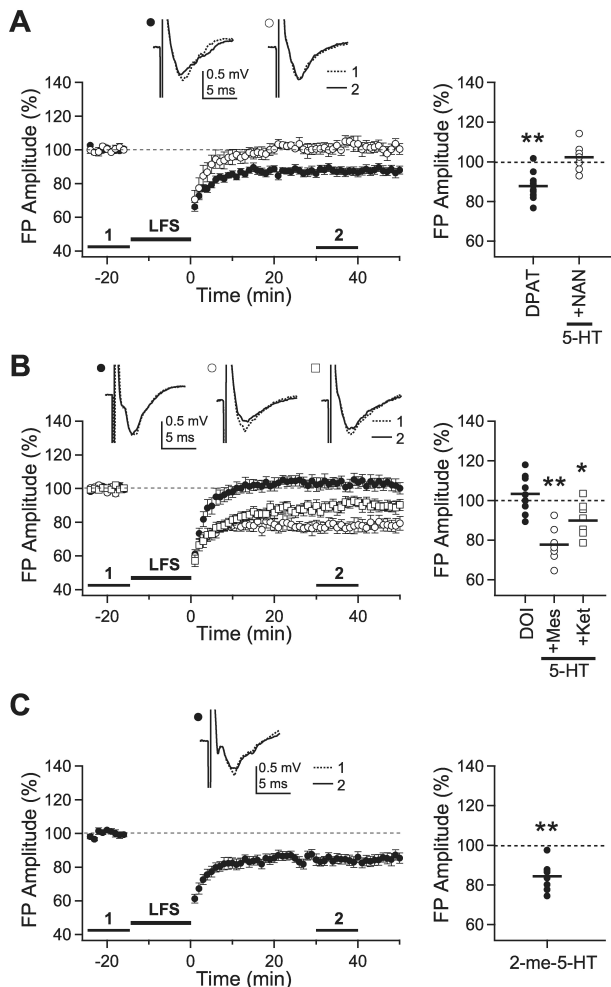 A
0.5 mV
5 ms
1
2
FP Amplitude (%)
140
120
100
80
60
40
1
LFS
2
-20
0
20
40
Time (min)
FP Amplitude (%)
140
120
100
80
60
**
DPAT
+NAN
5-HT
B
0.5 mV
5 ms
1
2
FP Amplitude (%)
140
120
100
80
60
40
1
LFS
2
-20
0
20
40
Time (min)
FP Amplitude (%)
140
120
100
80
60
**
*
DOI
+Mes
+Ket
5-HT
C
0.5 mV
5 ms
1
2
FP Amplitude (%)
140
120
100
80
60
40
1
LFS
2
-20
0
20
40
Time (min)
FP Amplitude (%)
140
120
100
80
60
**
2-me-5-HT